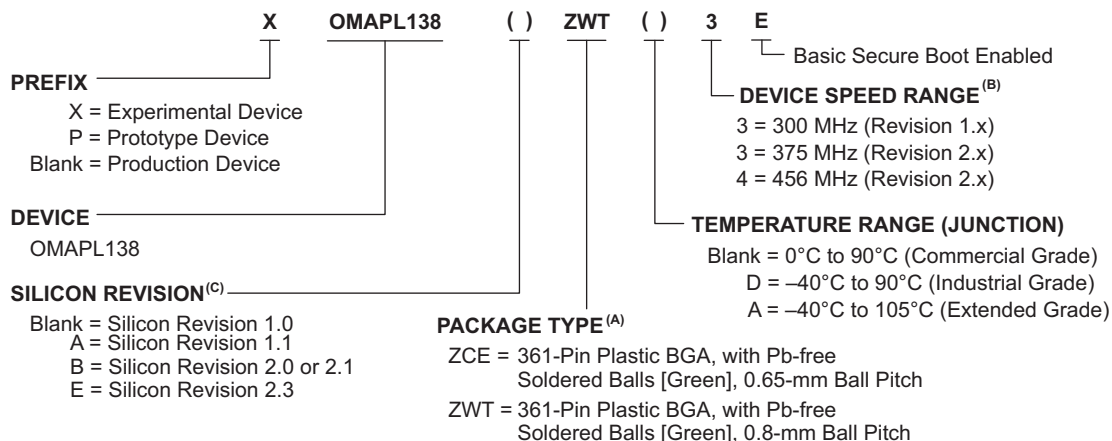 X OMAPL138 ( ) ZWT ( ) 3 E
Basic Secure Boot Enabled
PREFIX
X = Experimental Device
P = Prototype Device
Blank = Production Device
DEVICE SPEED RANGE(B)
3 = 300 MHz (Revision 1.x)
3 = 375 MHz (Revision 2.x)
4 = 456 MHz (Revision 2.x)
DEVICE
OMAPL138
TEMPERATURE RANGE (JUNCTION)
Blank = 0°C to 90°C (Commercial Grade)
D = –40°C to 90°C (Industrial Grade)
A = –40°C to 105°C (Extended Grade)
SILICON REVISION(C)
Blank = Silicon Revision 1.0
A = Silicon Revision 1.1
B = Silicon Revision 2.0 or 2.1
E = Silicon Revision 2.3
PACKAGE TYPE(A)
ZCE = 361-Pin Plastic BGA, with Pb-free
Soldered Balls [Green], 0.65-mm Ball Pitch
ZWT = 361-Pin Plastic BGA, with Pb-free
Soldered Balls [Green], 0.8-mm Ball Pitch